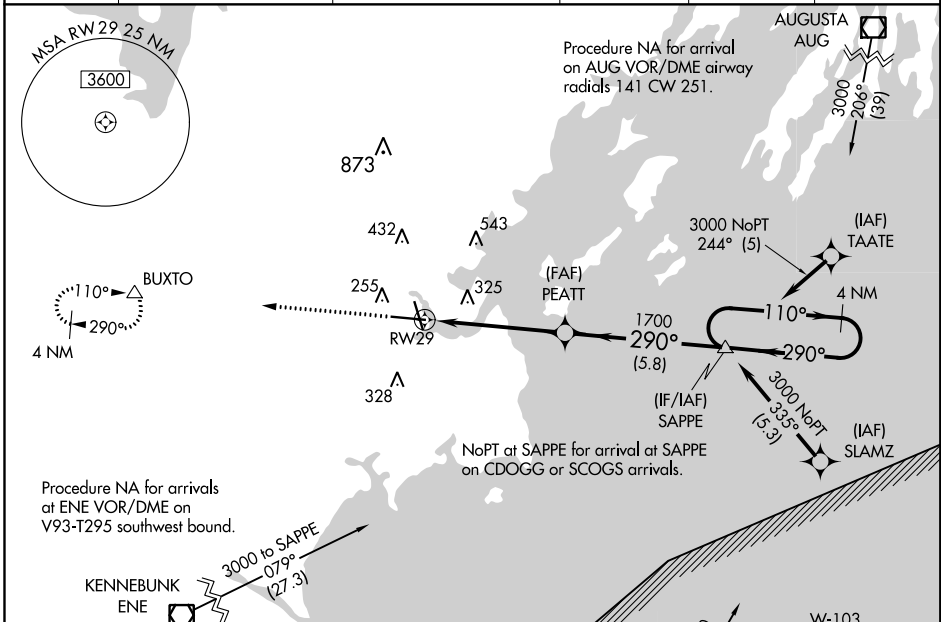 MSA RW29 25 NM
3600
Procedure NA for arrival
on AUG VOR/DME airway
radials 141 CW 251.
AUGUSTA
AUG
3000
206°
(39)
873
432
543
3000 NoPT
244° (5)
(IAF)
TAATE
110°
BUXTO
290°
4 NM
255
325
RW29
(FAF)
PEATT
1700
290°
(5.8)
110°
4 NM
290°
(IF/IAF)
SAPPE
328
3000 NoPT
335°
(5.3)
(IAF)
SLAMZ
NoPT at SAPPE for arrival at SAPPE
on CDOGG or SCOGS arrivals.
Procedure NA for arrivals
at ENE VOR/DME on
V93-T295 southwest bound.
3000 to SAPPE
079°
(27.3)
KENNEBUNK
ENE
W-103